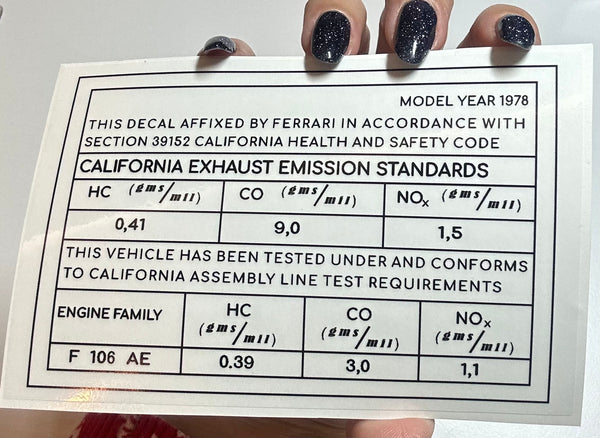 MODEL YEAR 1978
THIS DECAL AFFIXED BY FERRARI IN ACCORDANCE WITH
SECTION 39152 CALIFORNIA HEALTH AND SAFETY CODE
CALIFORNIA EXHAUST EMISSION STANDARDS
HC (gms/mil) CO (gms/mil) NOx (gms/mil)
0,41 9,0 1,5
THIS VEHICLE HAS BEEN TESTED UNDER AND CONFORMS
TO CALIFORNIA ASSEMBLY LINE TEST REQUIREMENTS
ENGINE FAMILY HC (gms/mil) CO (gms/mil) NOx (gms/mil)
F 106 AE 0.39 3,0 1,1